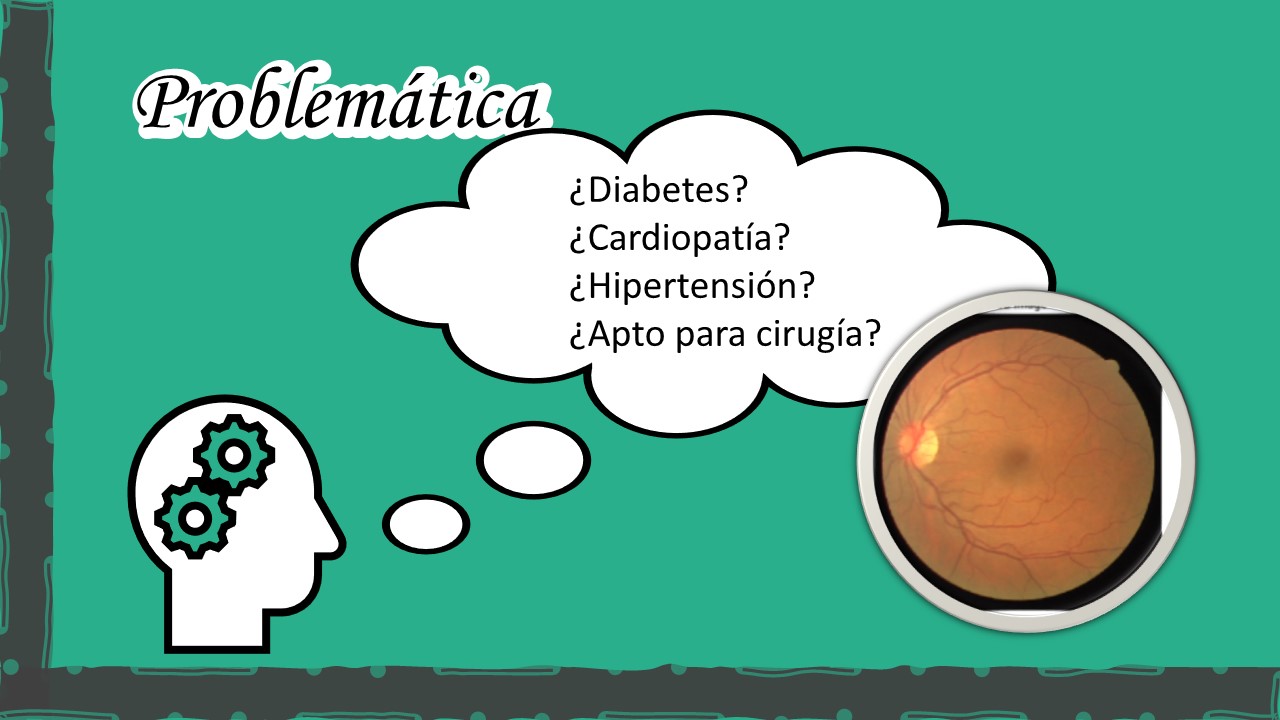 Problemática
¿Diabetes?
¿Cardiopatía?
¿Hipertensión?
¿Apto para cirugía?